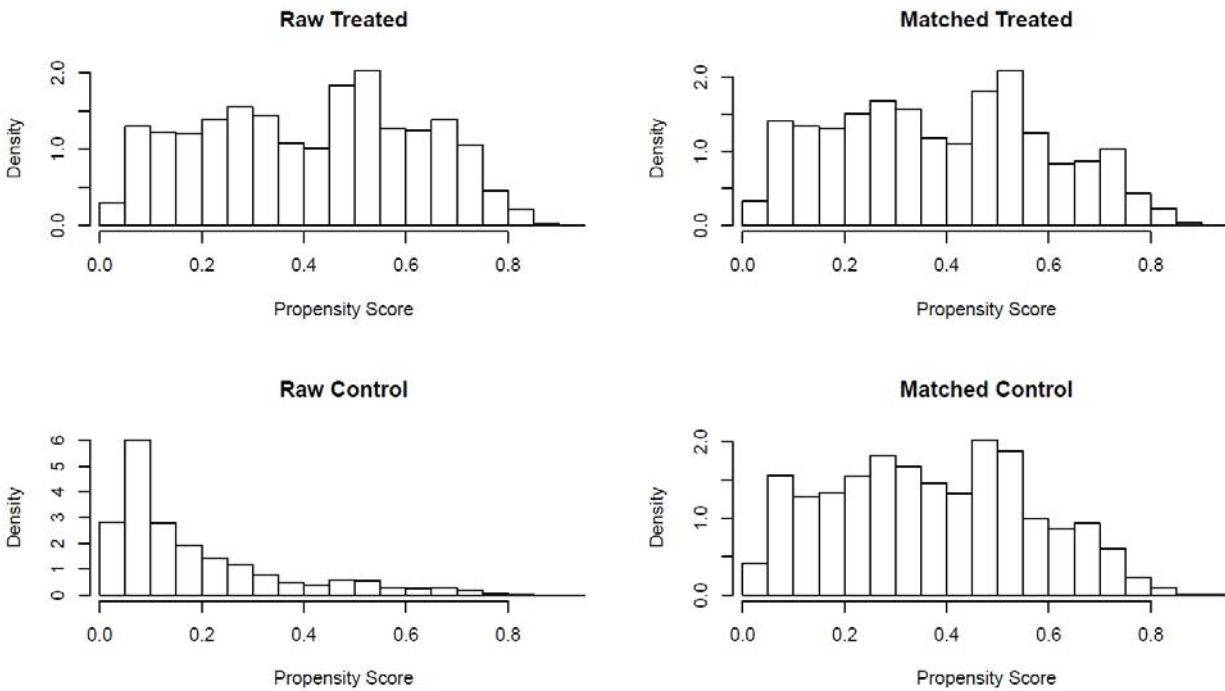 Raw Treated
Density
0.0
1.0
2.0
0.0 0.2 0.4 0.6 0.8
Propensity Score
Matched Treated
Density
0.0
1.0
2.0
0.0 0.2 0.4 0.6 0.8
Propensity Score
Raw Control
Density
0
1
2
3
4
5
6
0.0 0.2 0.4 0.6 0.8
Propensity Score
Matched Control
Density
0.0
1.0
2.0
0.0 0.2 0.4 0.6 0.8
Propensity Score